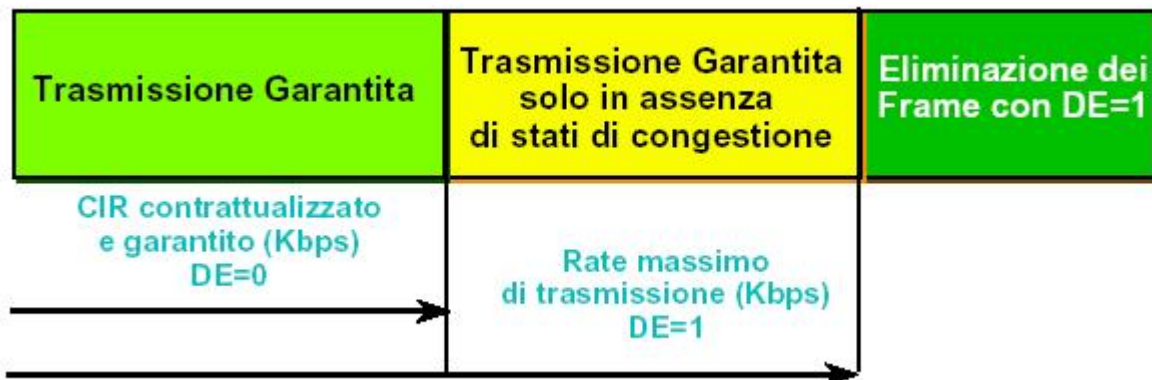 Trasmissione Garantita
Trasmissione Garantita
solo in assenza
di stati di congestione
Eliminazione dei
Frame con DE=1
CIR contrattualizzato
e garantito (Kbps)
DE=0
Rate massimo
di trasmissione (Kbps)
DE=1